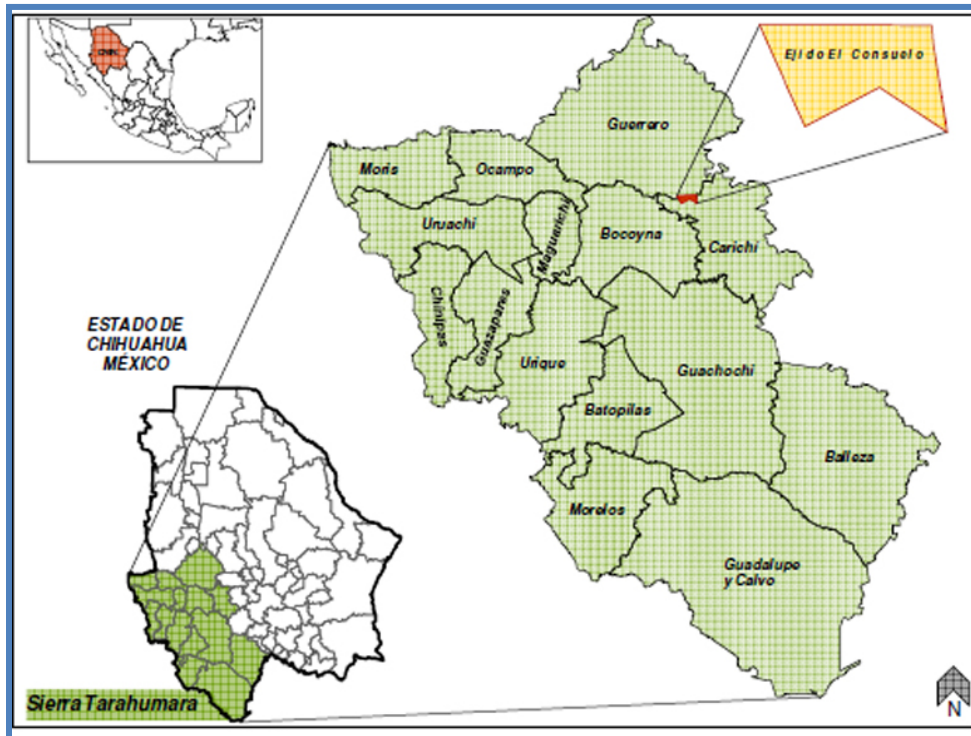 Ejido El Consuelo
Guerrero
Moris
Ocampo
Uruachi
Maguarichi
Bocoyna
Carichi
Chinipas
Guazapares
ESTADO DE
CHIHUAHUA
MÉXICO
Urique
Guachochi
Batopilas
Balleza
Morelos
Guadalupe
y Calvo
Sierra Tarahumara
N